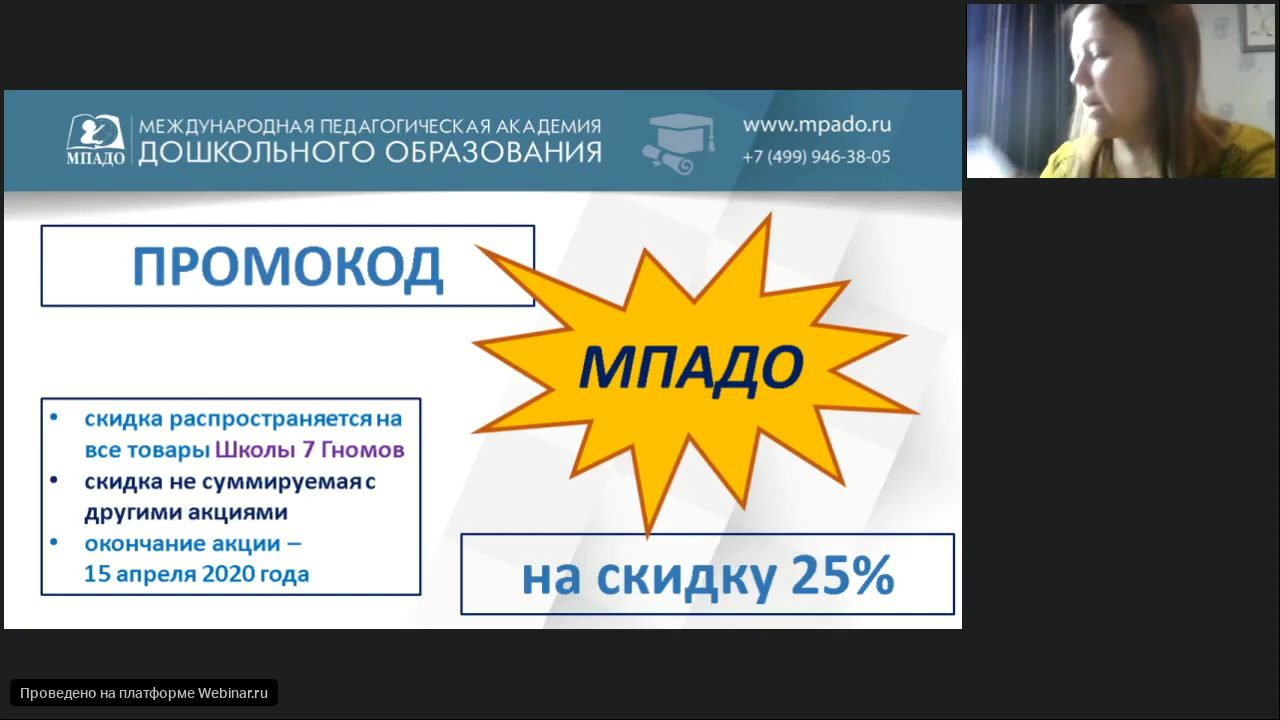 МЕЖДУНАРОДНАЯ ПЕДАГОГИЧЕСКАЯ АКАДЕМИЯ
ДОШКОЛЬНОГО ОБРАЗОВАНИЯ
МПАДО
www.mpado.ru
+7 (499) 946-38-05
ПРОМОКОД
МПАДО
• скидка распространяется на
все товары Школы 7 Гномов
• скидка не суммируемая с
другими акциями
• окончание акции –
15 апреля 2020 года
на скидку 25%
Проведено на платформе Webinar.ru